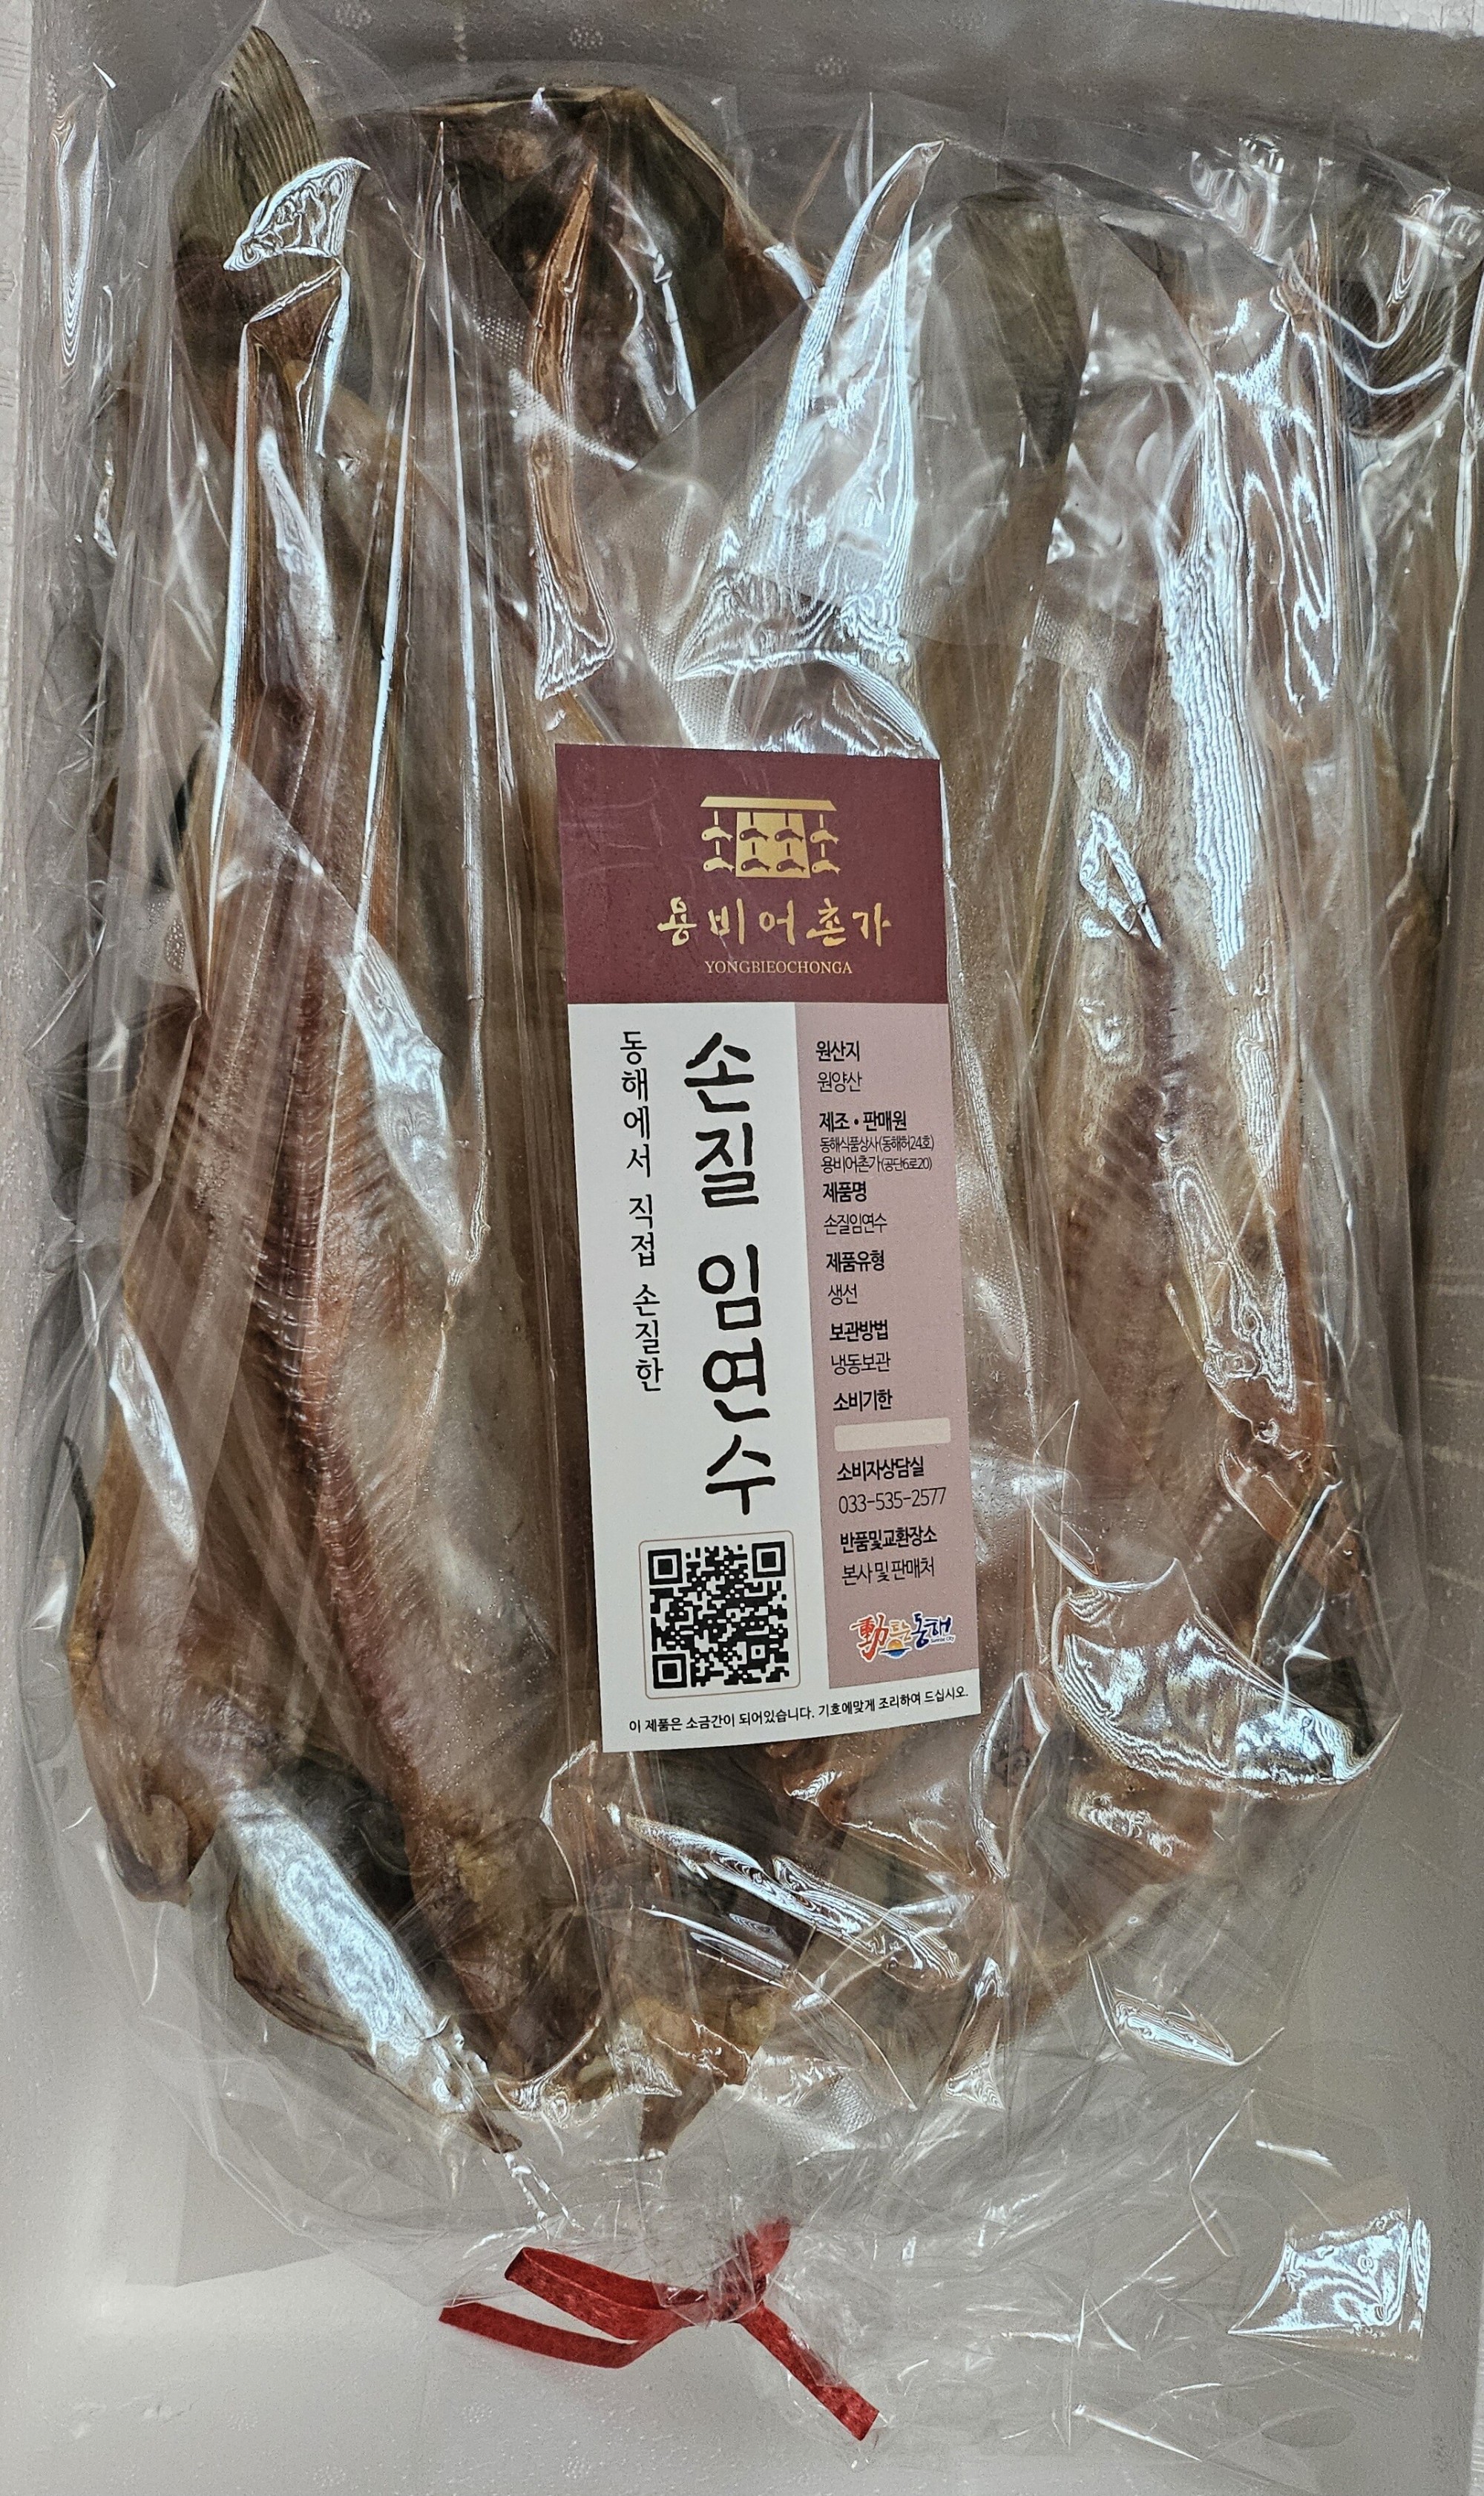 용비어촌가
YONGBIEOCHONGA
동해에서 직접 손질한
손질 임연수
원산지
원양산
제조·판매원
동해식품상사(동해허24호)
용비어촌가(공단6로20)
제품명
손질임연수
제품유형
생선
보관방법
냉동보관
소비기한
소비자상담실
033-535-2577
반품및교환장소
본사 및 판매처
動트는동해
이 제품은 소금간이 되어있습니다. 기호에맞게 조리하여 드십시오.